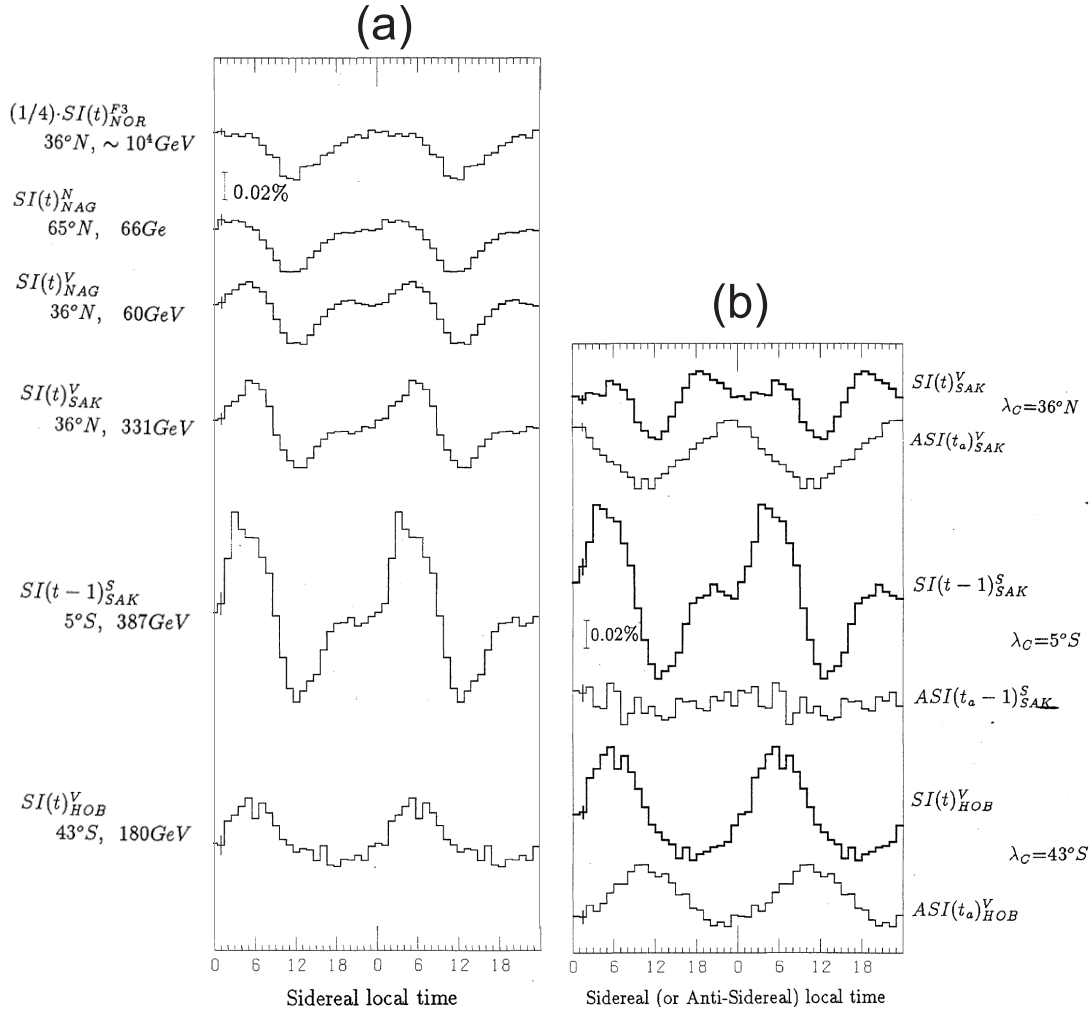 (a)
(1/4)·SI(t)^{F3}_{NOR}
36°N, ∼ 10^4GeV
0.02%
SI(t)^N_{NAG}
65°N, 66Ge
SI(t)^V_{NAG}
36°N, 60GeV
SI(t)^V_{SAK}
36°N, 331GeV
SI(t − 1)^S_{SAK}
5°S, 387GeV
SI(t)^V_{HOB}
43°S, 180GeV
0 6 12 18 0 6 12 18
Sidereal local time
(b)
SI(t)^V_{SAK}
λ_C=36°N
ASI(t_a)^V_{SAK}
SI(t − 1)^S_{SAK}
0.02%
λ_C=5°S
ASI(t_a − 1)^S_{SAK}
SI(t)^V_{HOB}
λ_C=43°S
ASI(t_a)^V_{HOB}
0 6 12 18 0 6 12 18
Sidereal (or Anti-Sidereal) local time